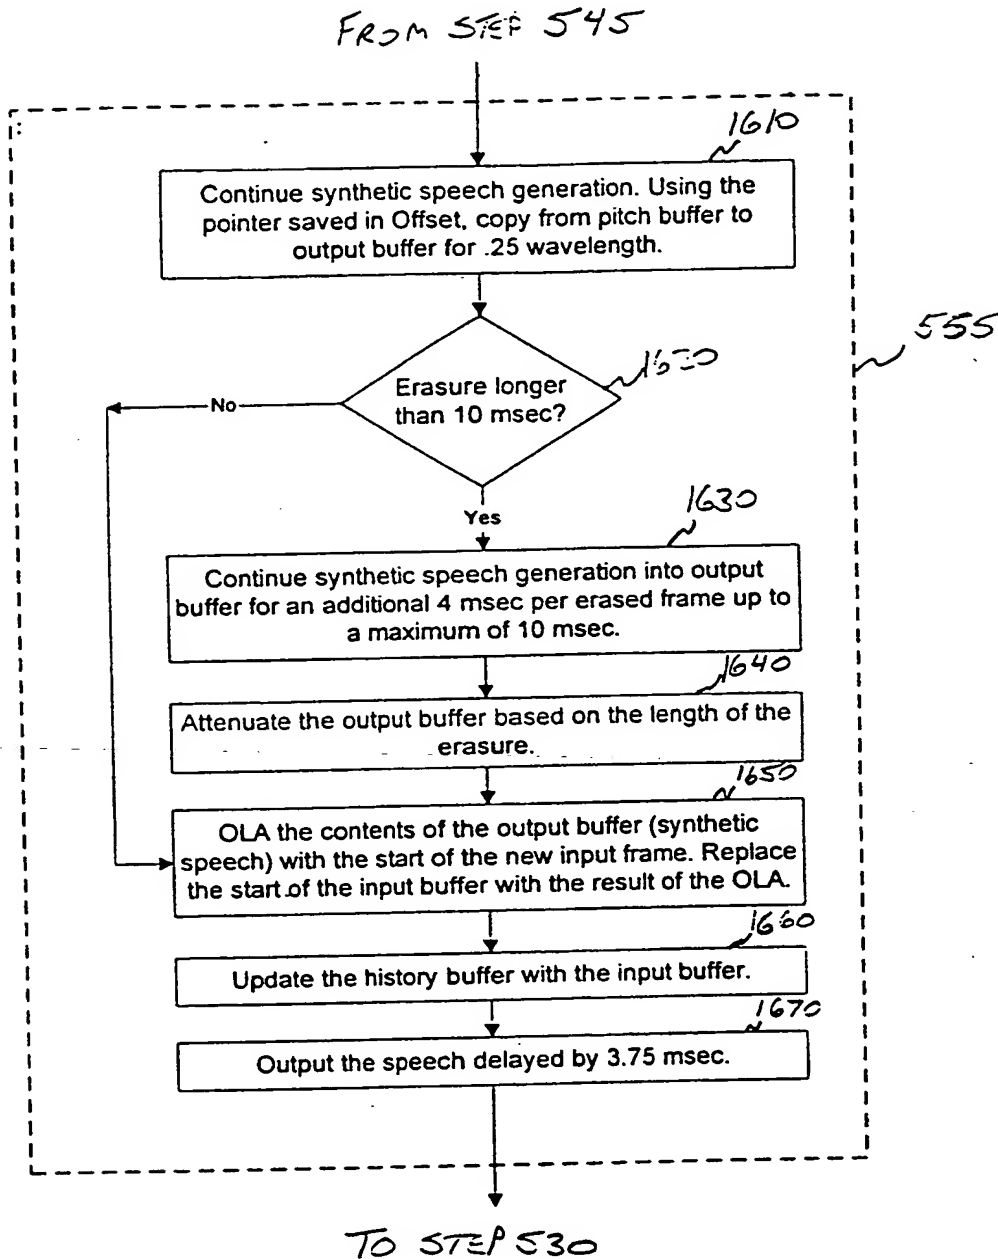 FROM STEP 545
1610
Continue synthetic speech generation. Using the
pointer saved in Offset, copy from pitch buffer to
output buffer for .25 wavelength.
555
1620
Erasure longer
than 10 msec?
No
Yes
1630
Continue synthetic speech generation into output
buffer for an additional 4 msec per erased frame up to
a maximum of 10 msec.
1640
Attenuate the output buffer based on the length of the
erasure.
1650
OLA the contents of the output buffer (synthetic
speech) with the start of the new input frame. Replace
the start of the input buffer with the result of the OLA.
1660
Update the history buffer with the input buffer.
1670
Output the speech delayed by 3.75 msec.
TO STEP 530